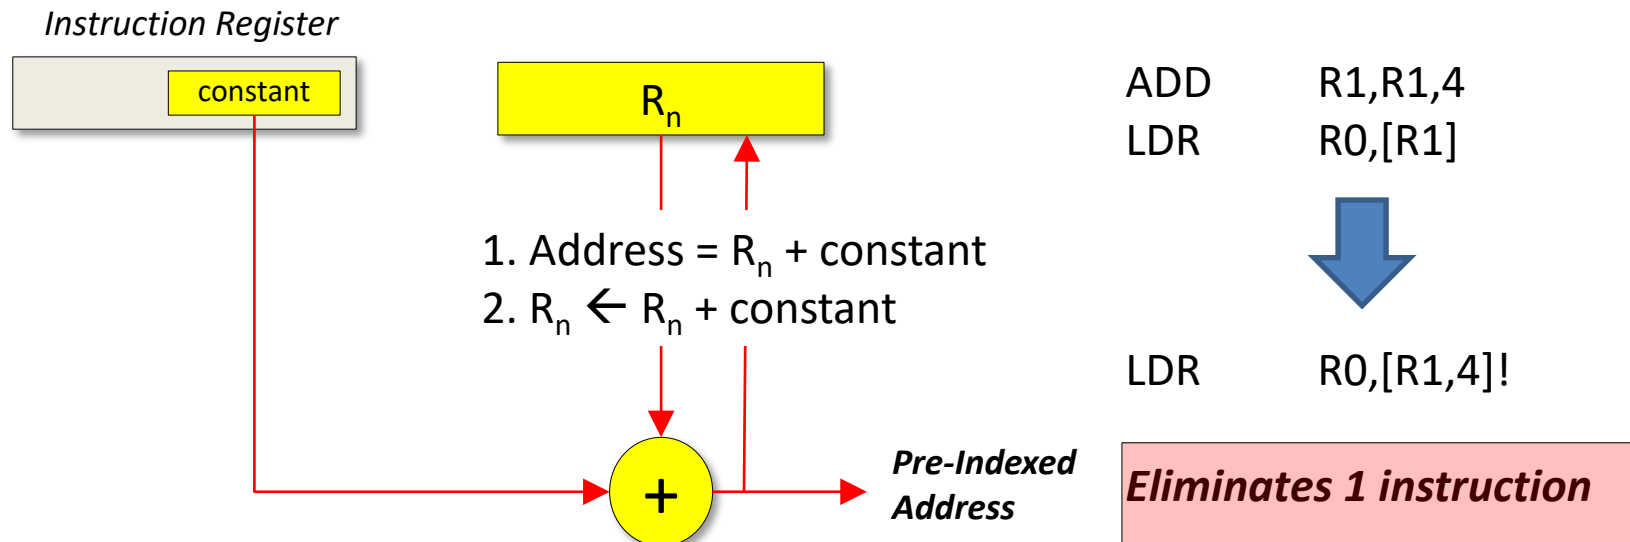 Instruction Register
constant
Rₙ
1. Address = Rₙ + constant
2. Rₙ ← Rₙ + constant
+
Pre-Indexed
Address
ADD R1,R1,4
LDR R0,[R1]
LDR R0,[R1,4]!
Eliminates 1 instruction